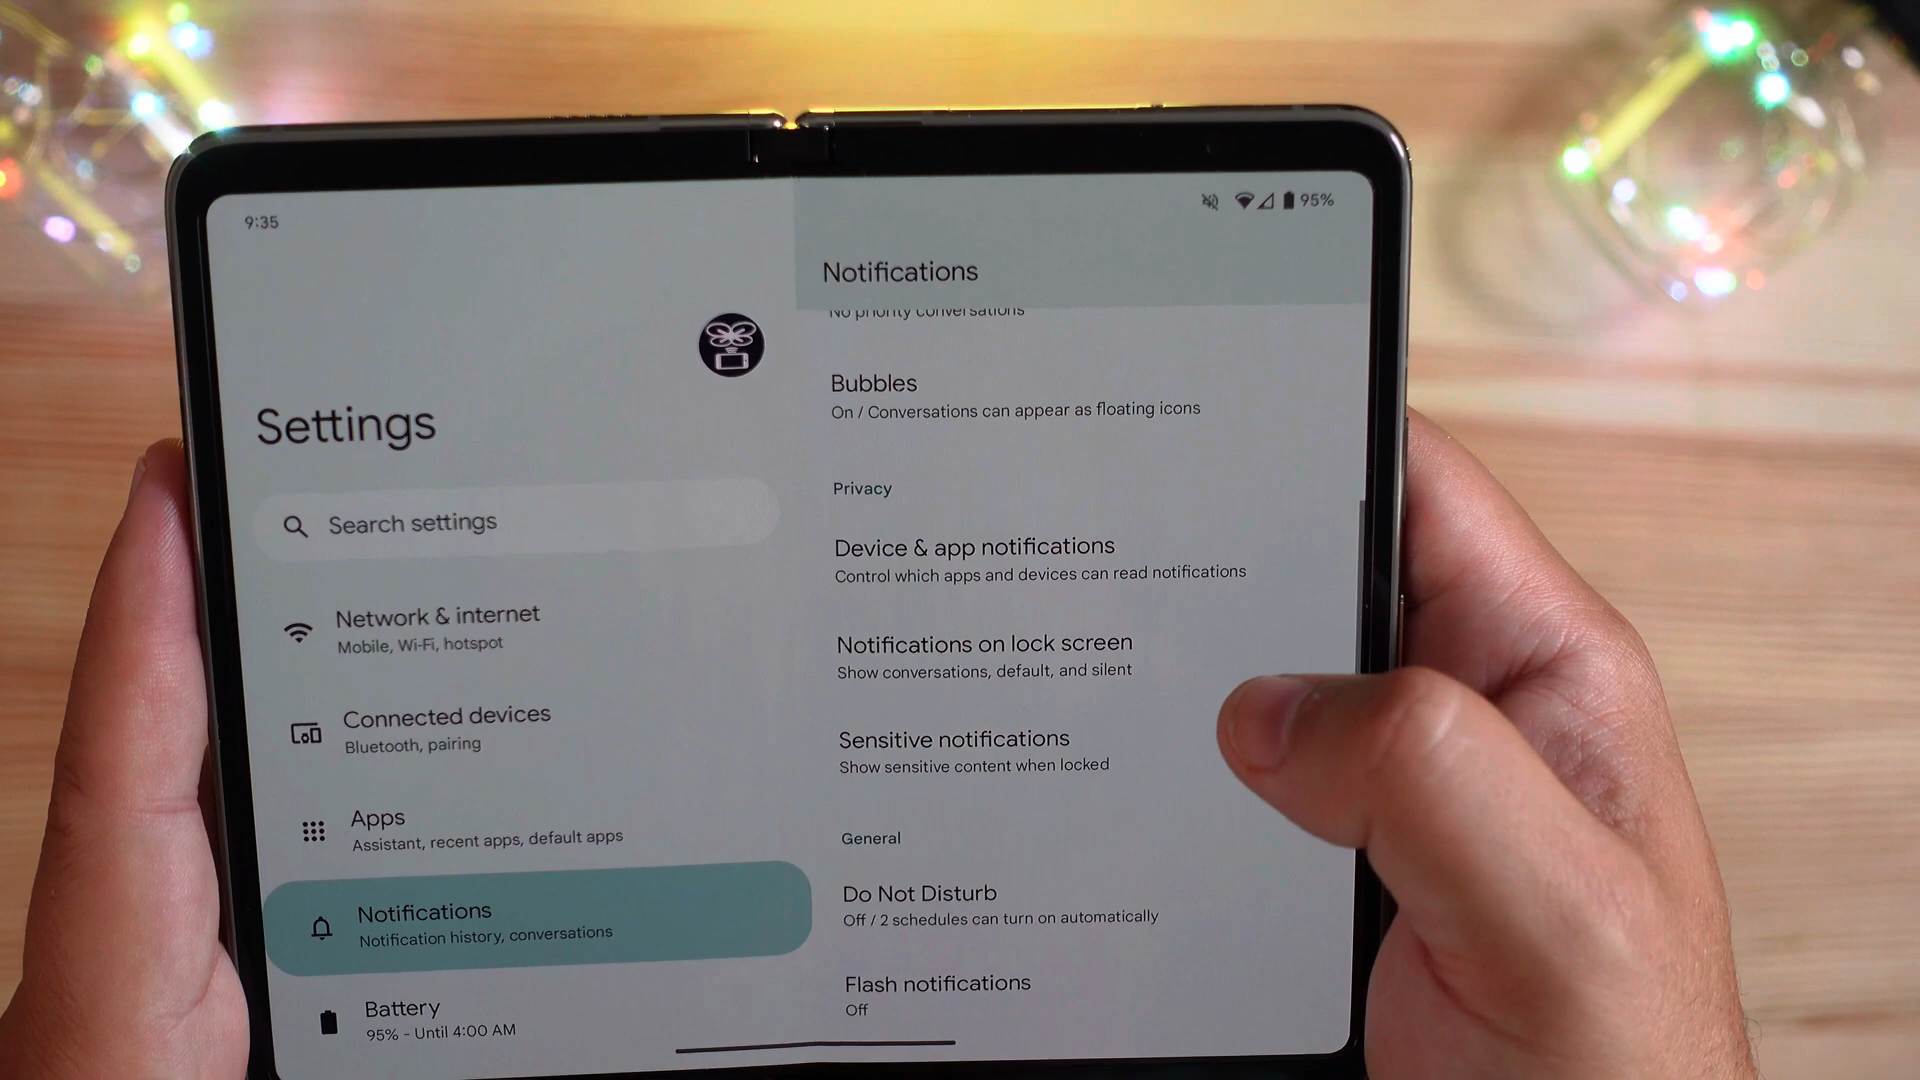 9:35
95%
Settings
Search settings
Network & internet
Mobile, Wi-Fi, hotspot
Connected devices
Bluetooth, pairing
Apps
Assistant, recent apps, default apps
Notifications
Notification history, conversations
Battery
95% - Until 4:00 AM
Notifications
No priority conversations
Bubbles
On / Conversations can appear as floating icons
Privacy
Device & app notifications
Control which apps and devices can read notifications
Notifications on lock screen
Show conversations, default, and silent
Sensitive notifications
Show sensitive content when locked
General
Do Not Disturb
Off / 2 schedules can turn on automatically
Flash notifications
Off